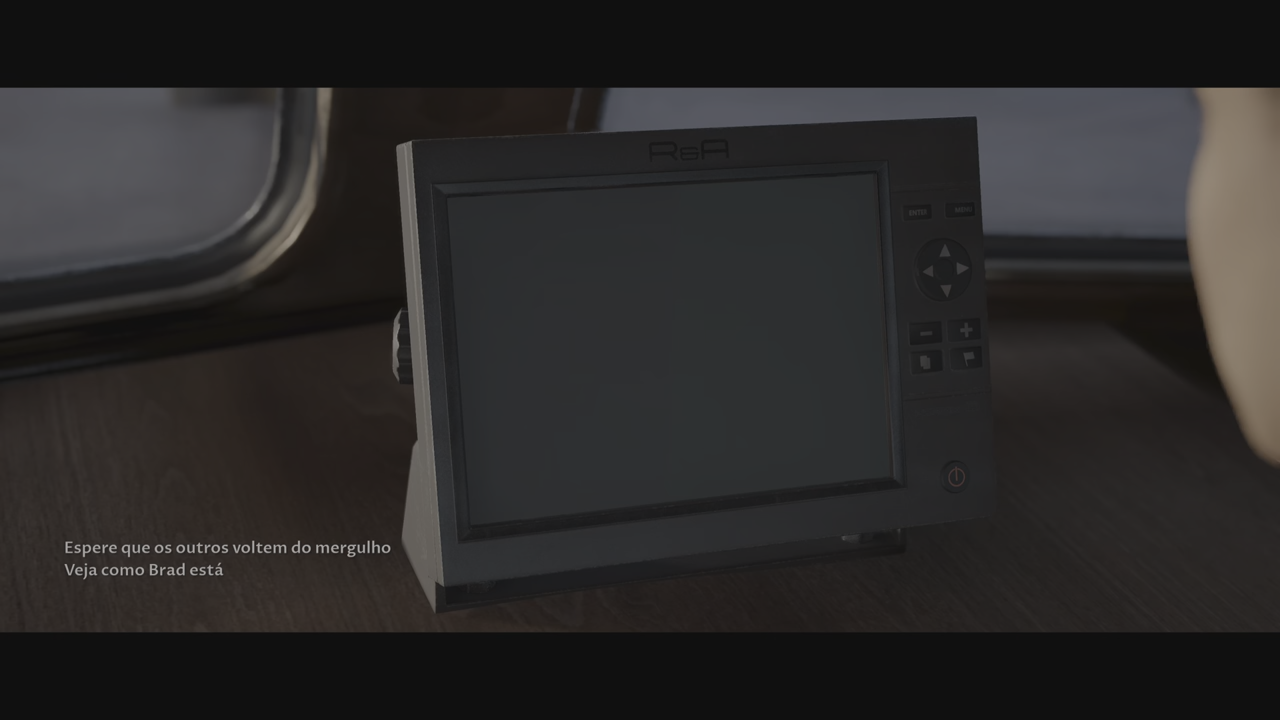 R&A
Espere que os outros voltem do mergulho
Veja como Brad está